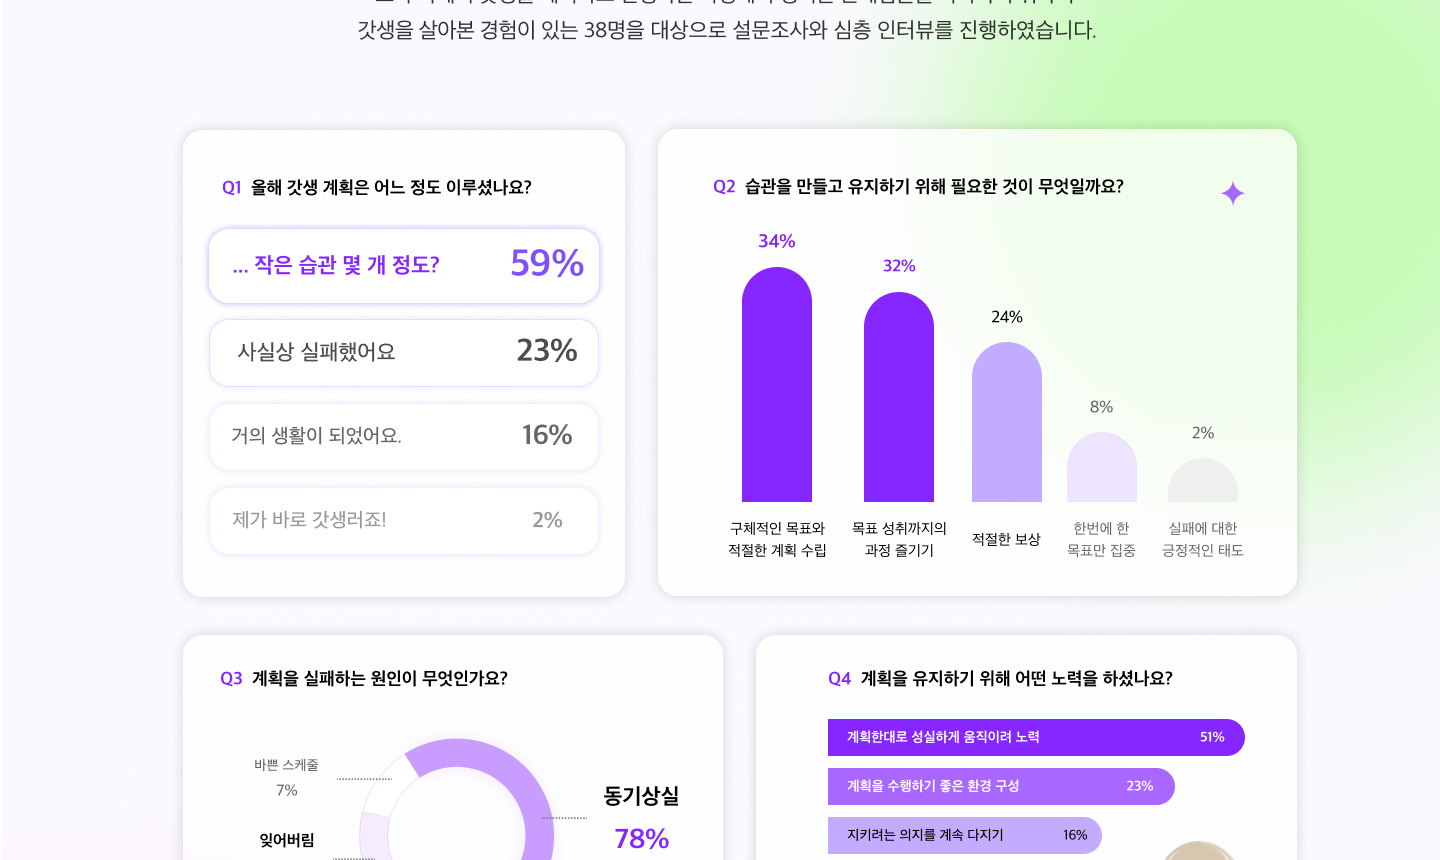 갓생을 살아본 경험이 있는 38명을 대상으로 설문조사와 심층 인터뷰를 진행하였습니다.
Q1 올해 갓생 계획은 어느 정도 이루셨나요?
... 작은 습관 몇 개 정도? 59%
사실상 실패했어요 23%
거의 생활이 되었어요. 16%
제가 바로 갓생러죠! 2%
Q2 습관을 만들고 유지하기 위해 필요한 것이 무엇일까요?
34%
32%
24%
8%
2%
구체적인 목표와
적절한 계획 수립
목표 성취까지의
과정 즐기기
적절한 보상
한번에 한
목표만 집중
실패에 대한
긍정적인 태도
Q3 계획을 실패하는 원인이 무엇인가요?
바쁜 스케줄
7%
잊어버림
동기상실
78%
Q4 계획을 유지하기 위해 어떤 노력을 하셨나요?
계획한대로 성실하게 움직이려 노력 51%
계획을 수행하기 좋은 환경 구성 23%
지키려는 의지를 계속 다지기 16%